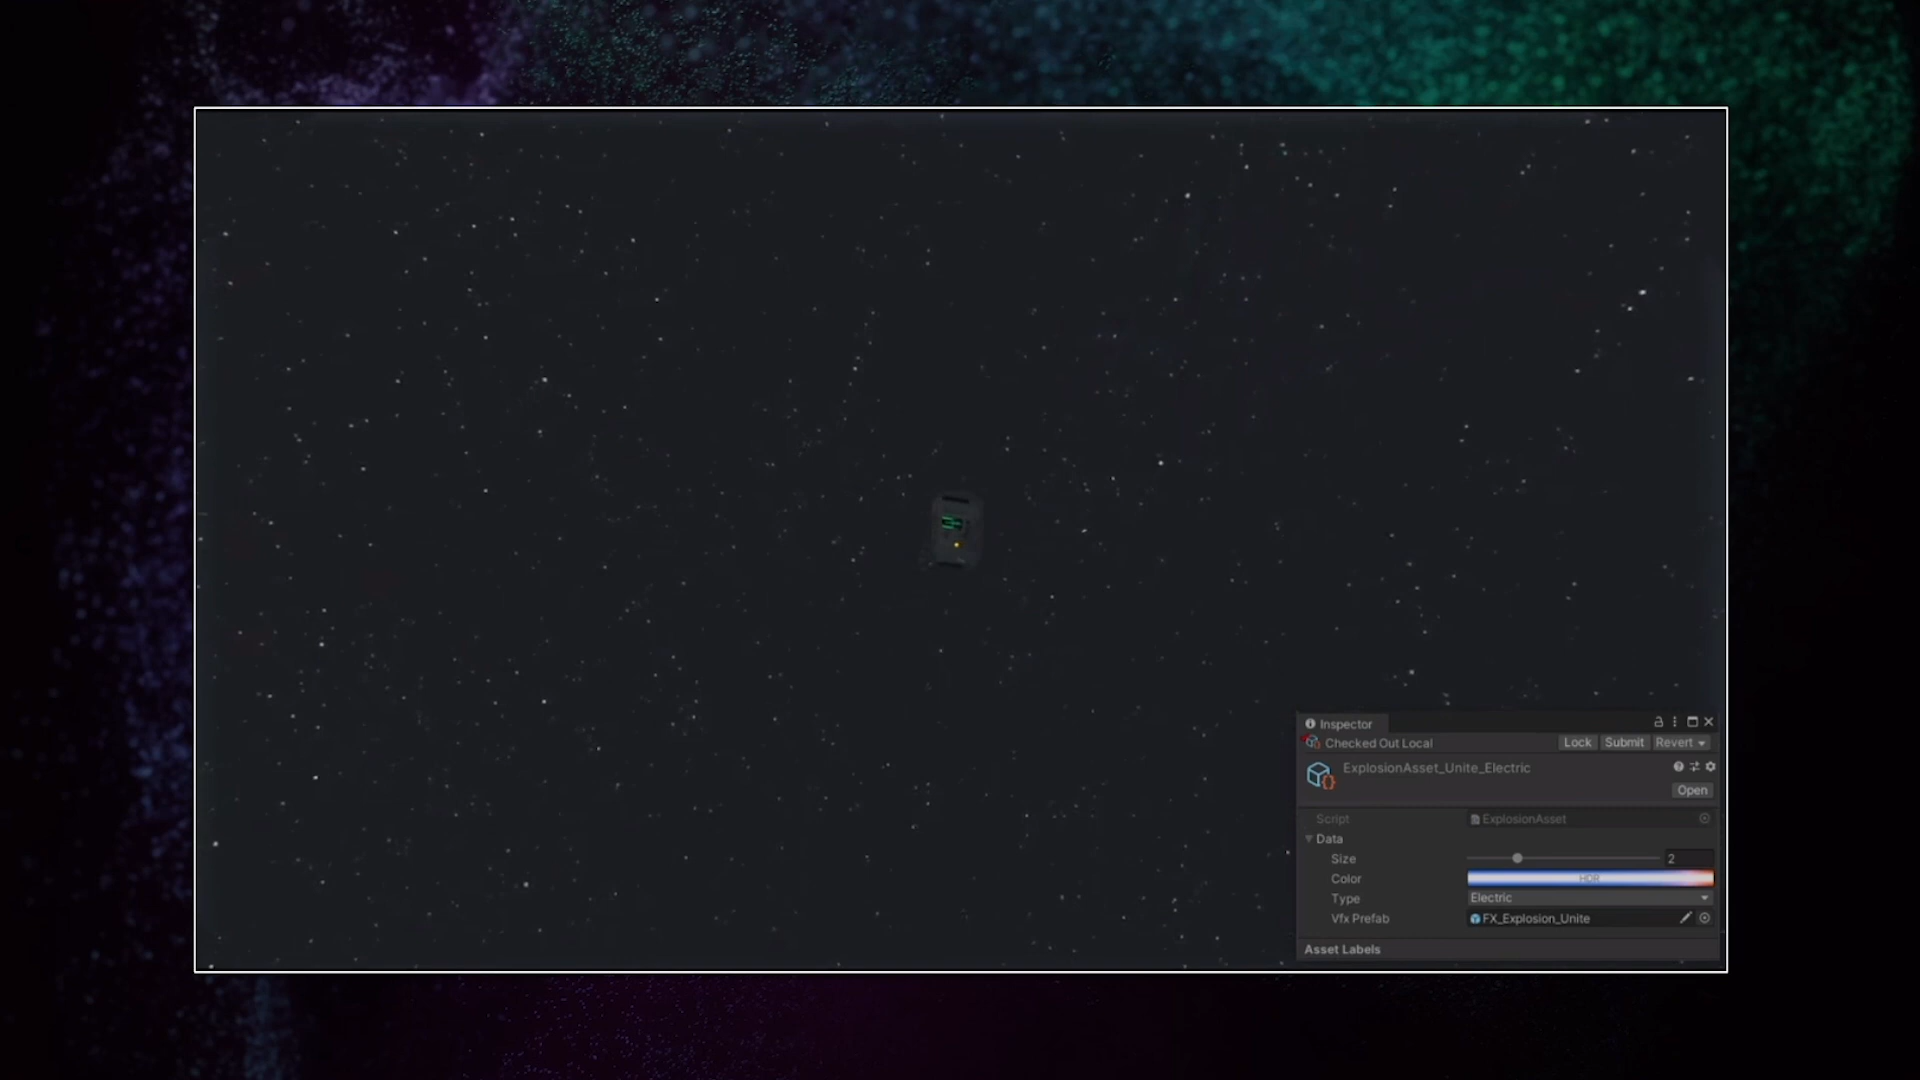 Inspector
Checked Out Local Lock Submit Revert
ExplosionAsset_Unite_Electric
Open
Script ExplosionAsset
Data
Size 2
Color HDR
Type Electric
Vfx Prefab FX_Explosion_Unite
Asset Labels